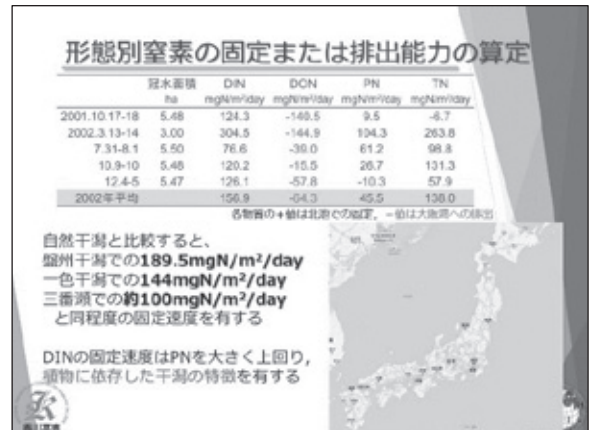 形態別窒素の固定または排出能力の算定
冠水面積 DIN DON PN TN
ha mgN/m²/day mgN/m²/day mgN/m²/day mgN/m²/day
2001.10.17-18 5.48 124.3 -140.5 9.5 -6.7
2002.3.13-14 3.00 304.5 -144.9 104.3 263.8
7.31-8.1 5.50 76.6 -39.0 61.2 98.8
10.9-10 5.48 120.2 -15.5 26.7 131.3
12.4-5 5.47 126.1 -57.8 -10.3 57.9
2002年平均 156.9 -64.3 45.5 138.0
各物質の+値は北池での固定, -値は大阪湾への排出
自然干潟と比較すると、
盤州干潟での189.5mgN/m²/day
一色干潟での144mgN/m²/day
三番瀬での約100mgN/m²/day
と同程度の固定速度を有する
DINの固定速度はPNを大きく上回り,
植物に依存した干潟の特徴を有する